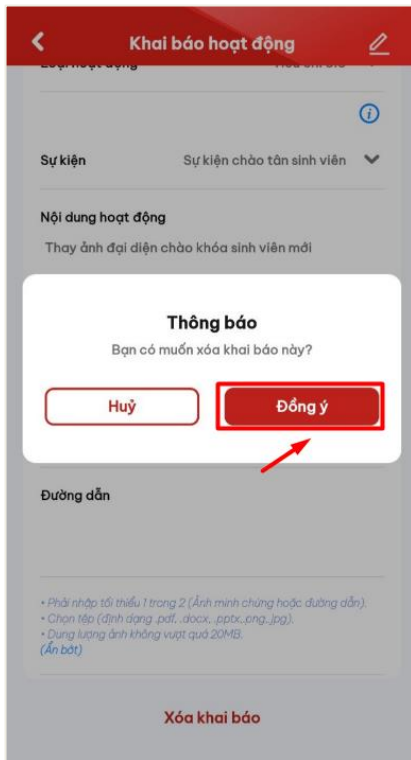 Khai báo hoạt động
Loại hoạt động
Sự kiện Sự kiện chào tân sinh viên
Nội dung hoạt động
Thay ảnh đại diện chào khóa sinh viên mới
Thông báo
Bạn có muốn xóa khai báo này?
Huỷ Đồng ý
Đường dẫn
• Phải nhập tối thiểu 1 trong 2 (Ảnh minh chứng hoặc đường dẫn).
• Chọn tệp (định dạng .pdf, .docx, .pptx,.png,.jpg).
• Dung lượng ảnh không vượt quá 20MB.
(Ẩn bớt)
Xóa khai báo